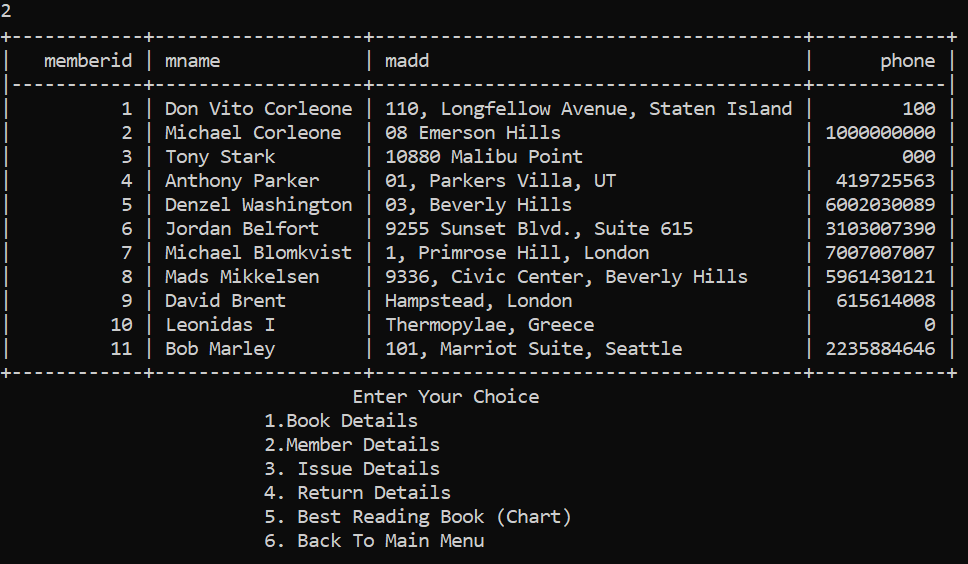 2
+------------+-------------------+---------------------------------------+------------+
|   memberid | mname             | madd                                  |      phone |
|------------+-------------------+---------------------------------------+------------|
|          1 | Don Vito Corleone | 110, Longfellow Avenue, Staten Island |        100 |
|          2 | Michael Corleone  | 08 Emerson Hills                      | 1000000000 |
|          3 | Tony Stark        | 10880 Malibu Point                    |        000 |
|          4 | Anthony Parker    | 01, Parkers Villa, UT                 |  419725563 |
|          5 | Denzel Washington | 03, Beverly Hills                     | 6002030089 |
|          6 | Jordan Belfort    | 9255 Sunset Blvd., Suite 615          | 3103007390 |
|          7 | Michael Blomkvist | 1, Primrose Hill, London              | 7007007007 |
|          8 | Mads Mikkelsen    | 9336, Civic Center, Beverly Hills     | 5961430121 |
|          9 | David Brent       | Hampstead, London                     |  615614008 |
|         10 | Leonidas I        | Thermopylae, Greece                   |          0 |
|         11 | Bob Marley        | 101, Marriot Suite, Seattle           | 2235884646 |
+------------+-------------------+---------------------------------------+------------+
Enter Your Choice
1.Book Details
2.Member Details
3. Issue Details
4. Return Details
5. Best Reading Book (Chart)
6. Back To Main Menu